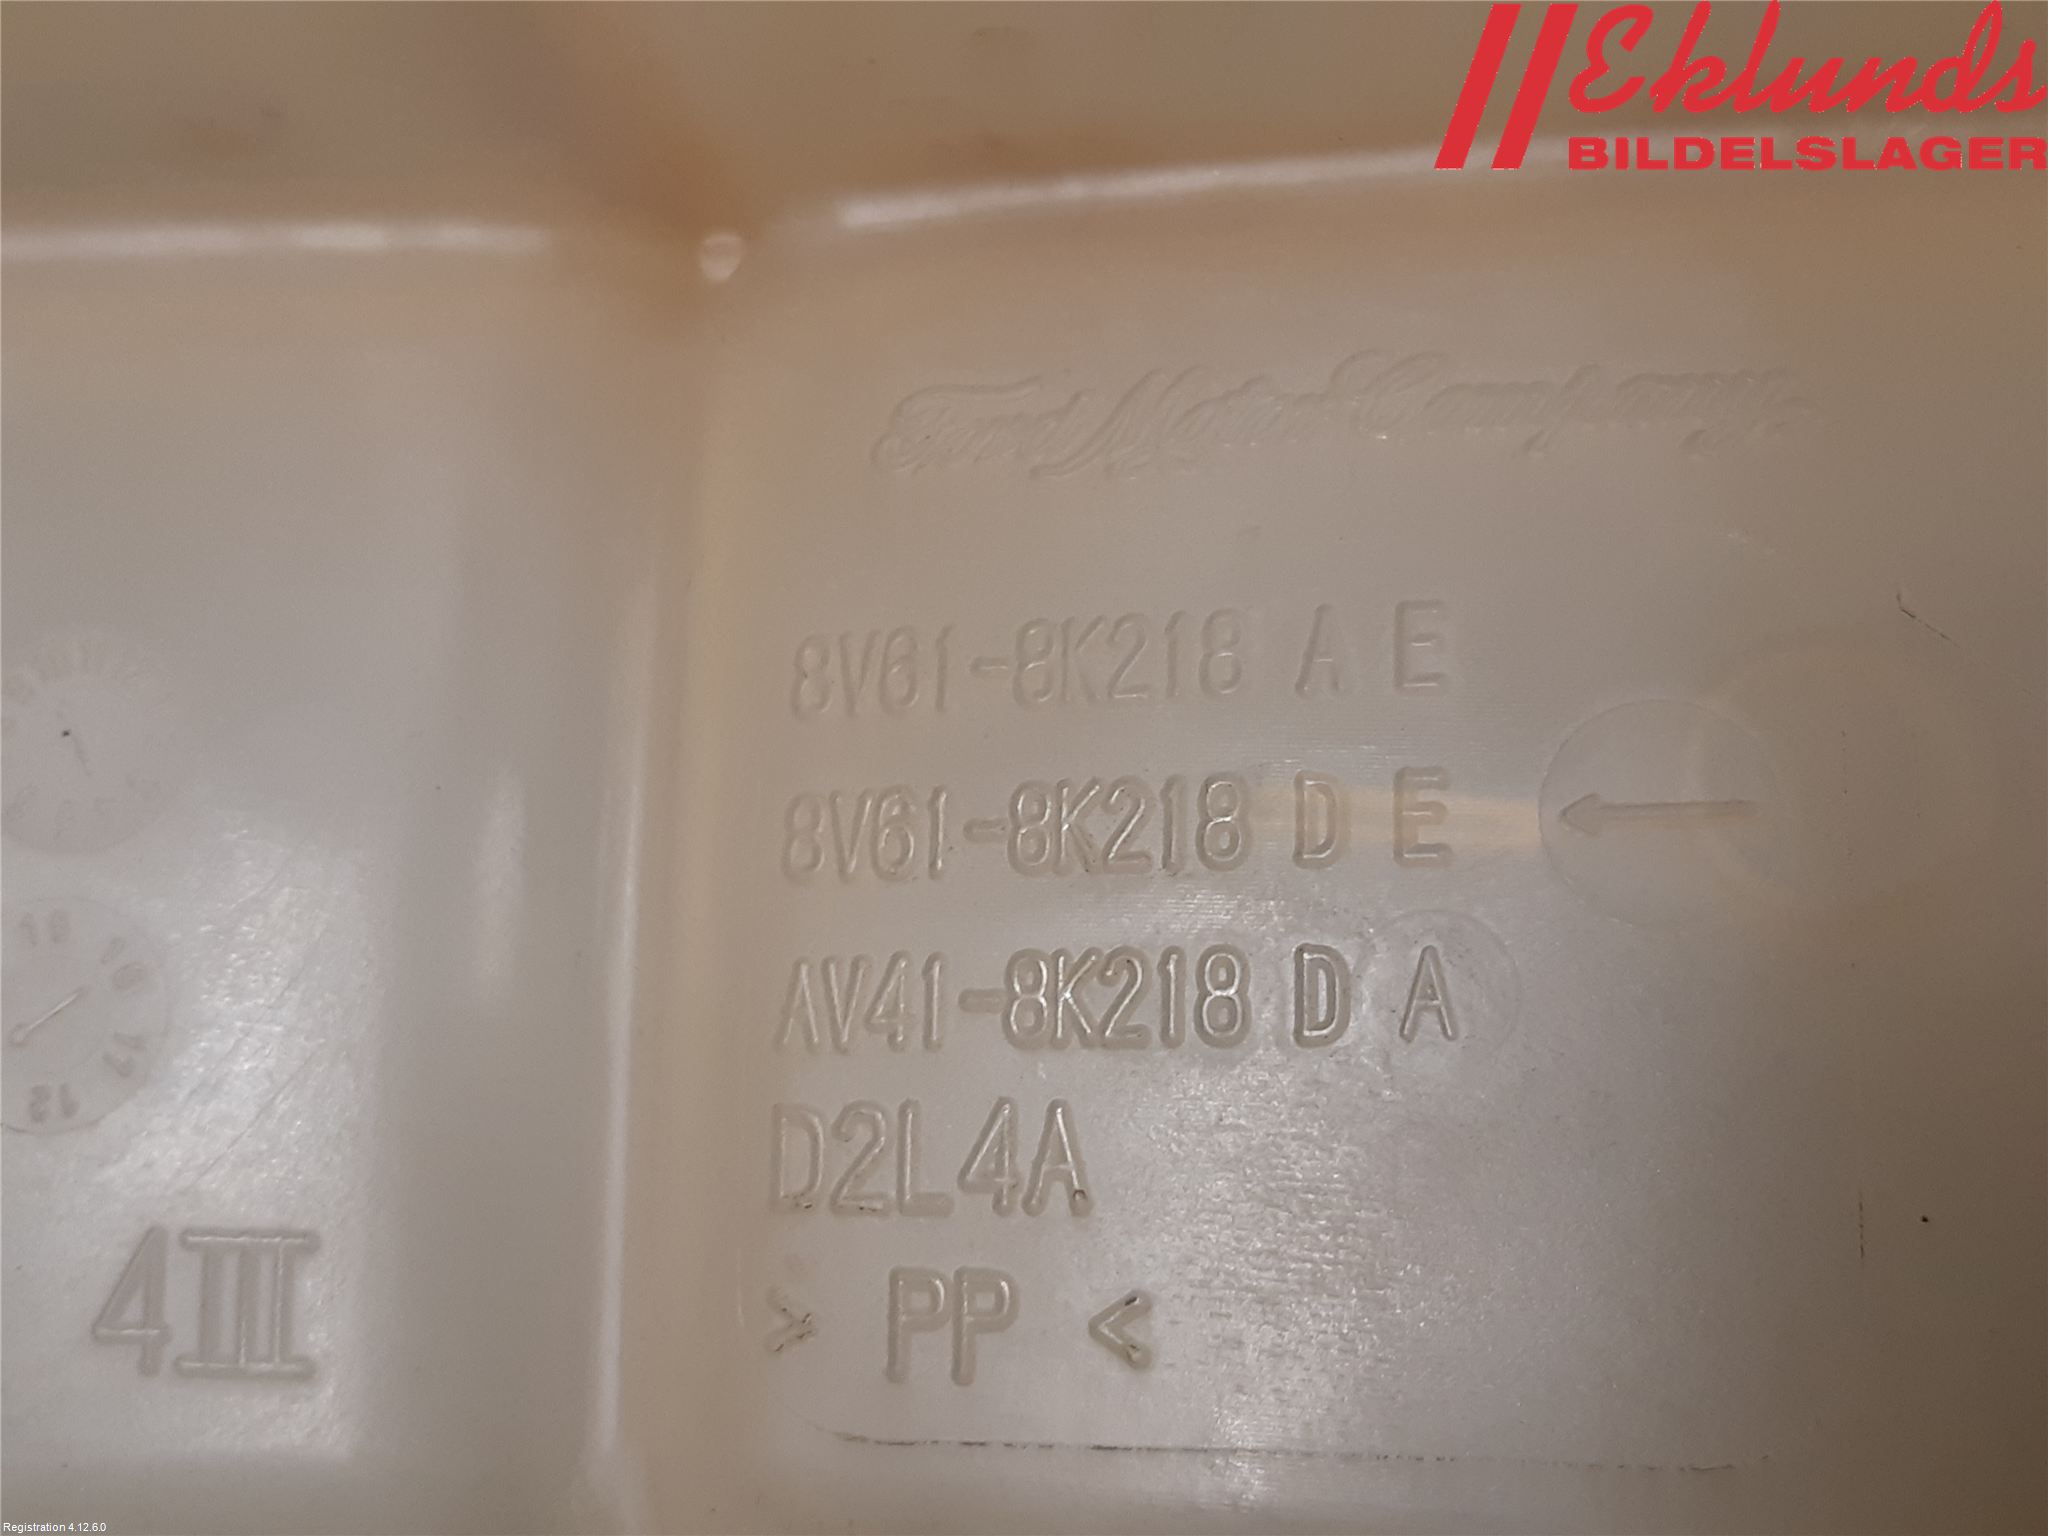 Eklunds
BILDELSLAGER
Ford Motor Company
8V61-8K218 A E
8V61-8K218 D E
AV41-8K218 D A
D2L4A
> PP <
4III
Registration 4.12.6.0